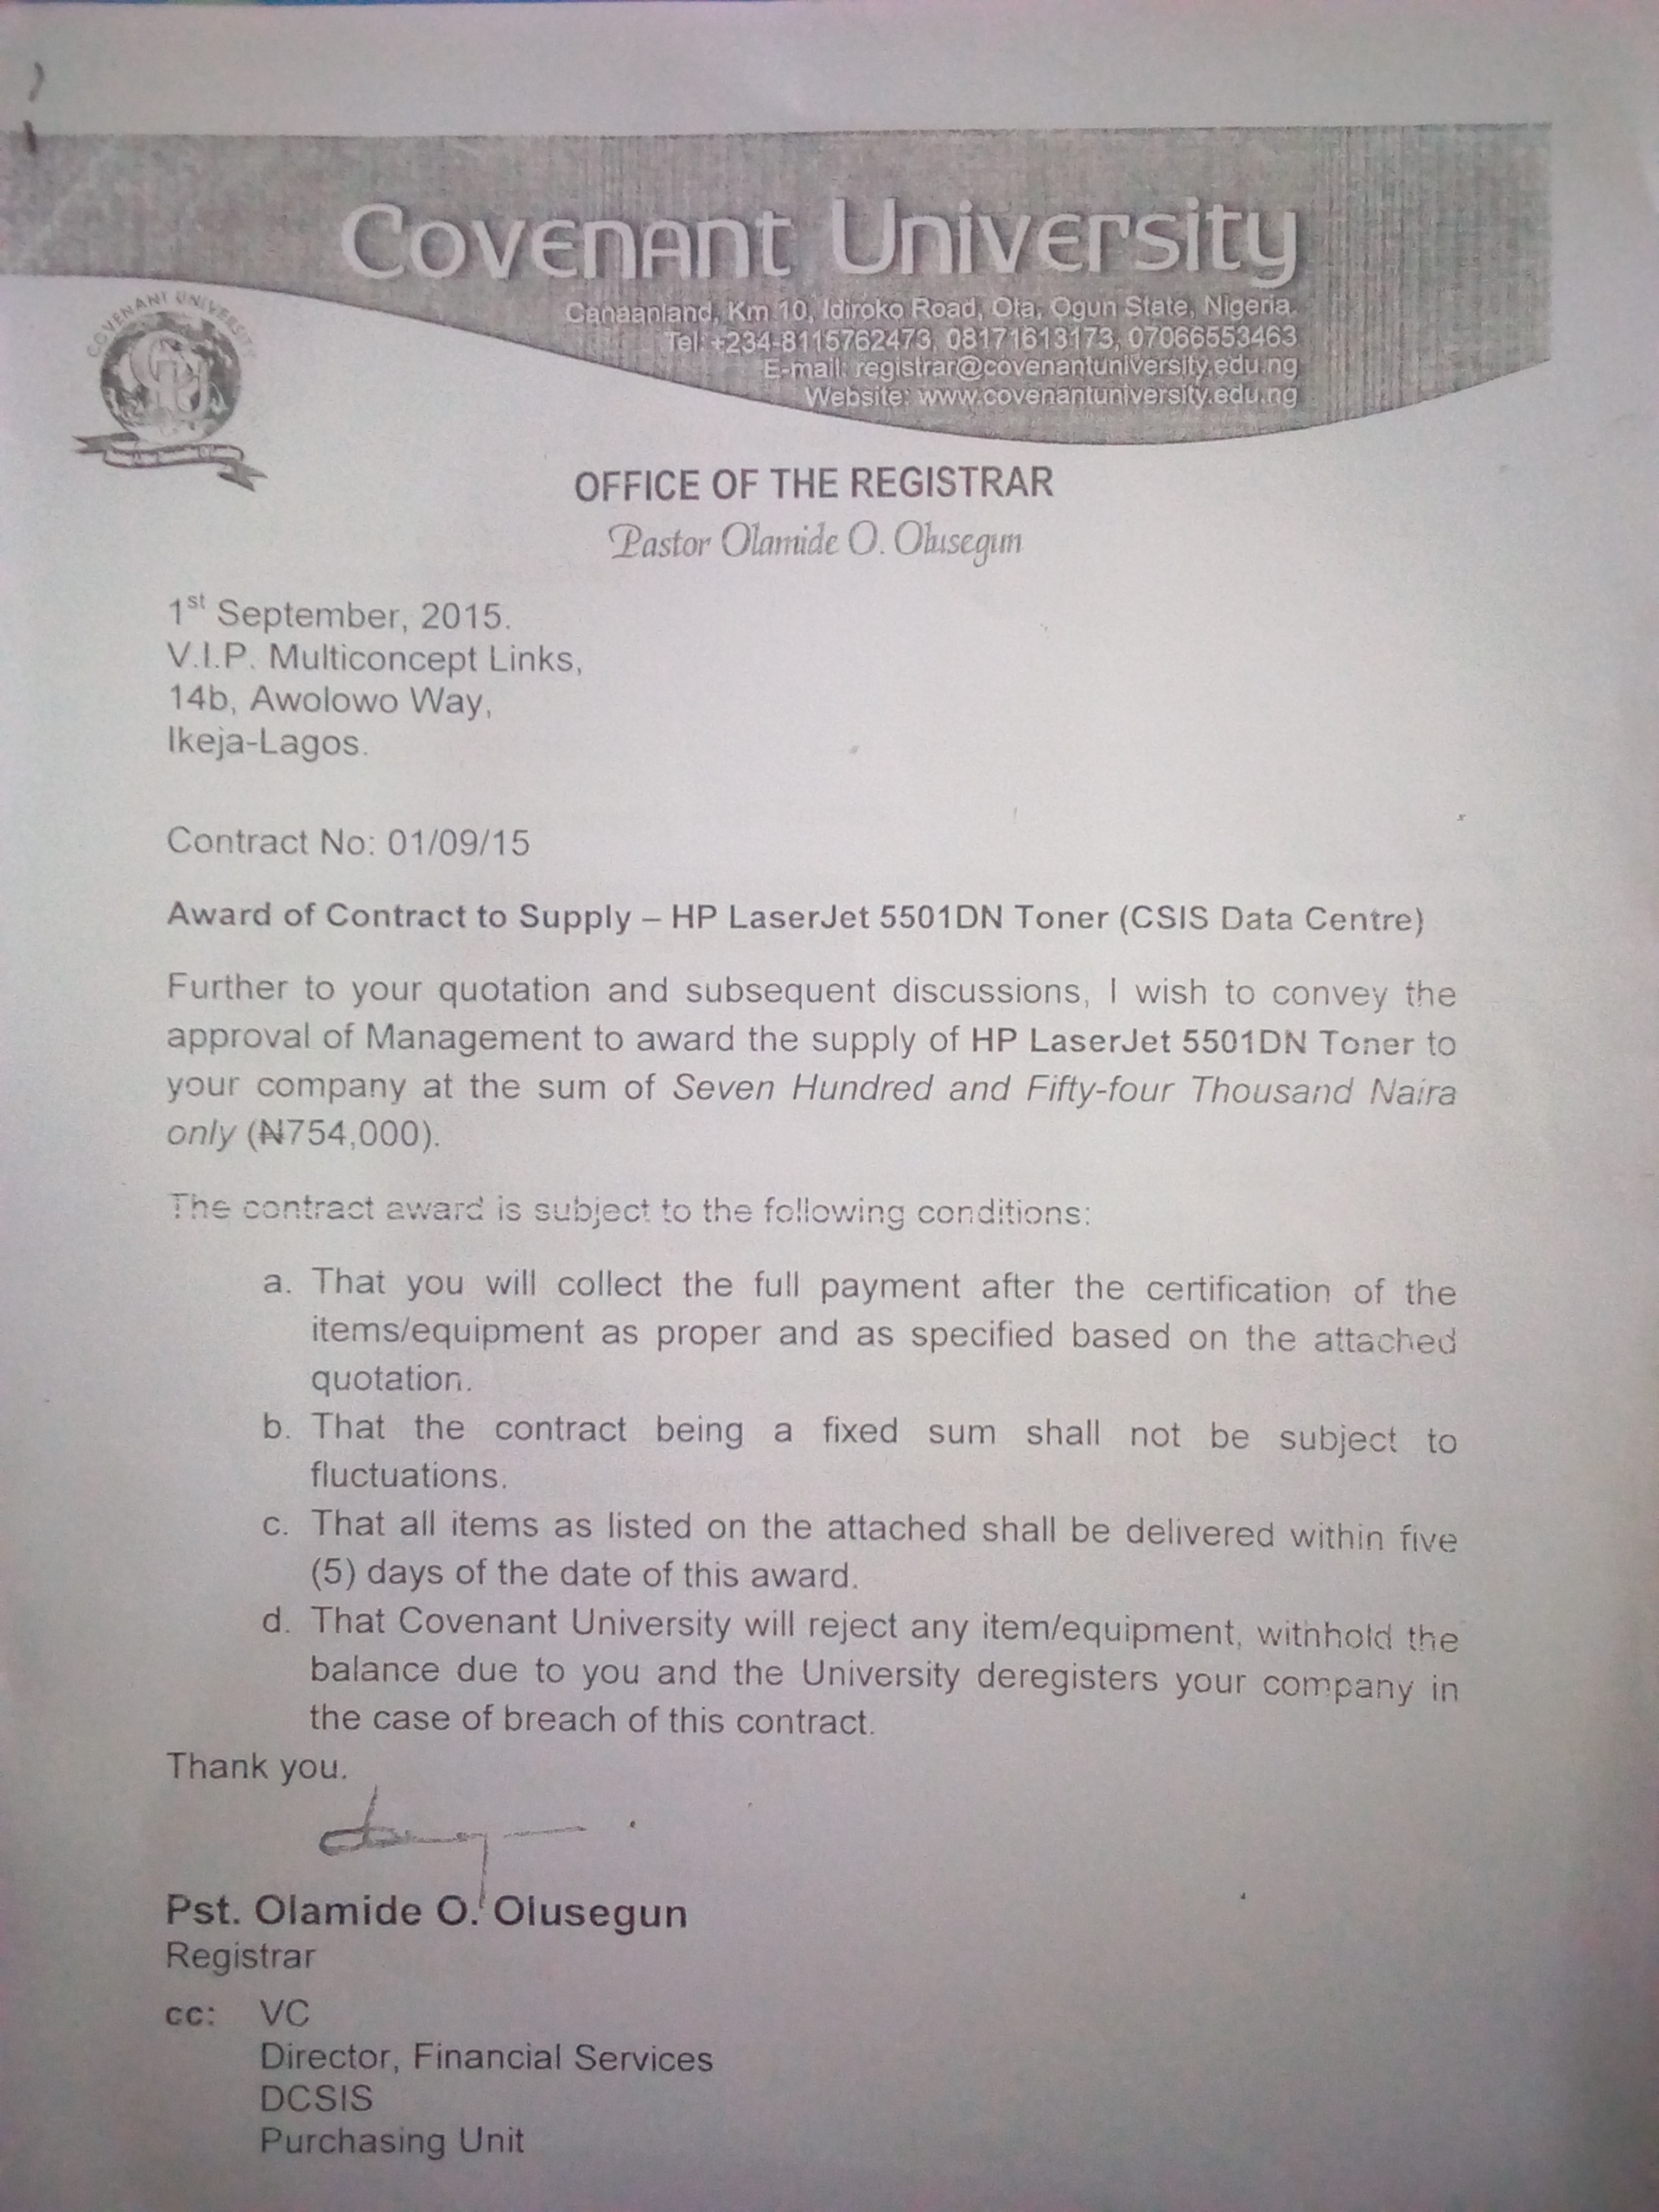 Covenant University
Canaanland, Km 10, Idiroko Road, Ota, Ogun State, Nigeria.
Tel: +234-8115762473, 08171613173, 07066553463
E-mail: registrar@covenantuniversity.edu.ng
Website: www.covenantuniversity.edu.ng
COVENANT UNIVERSITY
OFFICE OF THE REGISTRAR
Pastor Olamide O. Olusegun
1st September, 2015.
V.I.P. Multiconcept Links,
14b, Awolowo Way,
Ikeja-Lagos.
Contract No: 01/09/15
Award of Contract to Supply – HP LaserJet 5501DN Toner (CSIS Data Centre)
Further to your quotation and subsequent discussions, I wish to convey the
approval of Management to award the supply of HP LaserJet 5501DN Toner to
your company at the sum of Seven Hundred and Fifty-four Thousand Naira
only (₦754,000).
The contract award is subject to the following conditions:
a. That you will collect the full payment after the certification of the
items/equipment as proper and as specified based on the attached
quotation.
b. That the contract being a fixed sum shall not be subject to
fluctuations.
c. That all items as listed on the attached shall be delivered within five
(5) days of the date of this award.
d. That Covenant University will reject any item/equipment, withhold the
balance due to you and the University deregisters your company in
the case of breach of this contract.
Thank you.
Pst. Olamide O. Olusegun
Registrar
cc: VC
Director, Financial Services
DCSIS
Purchasing Unit